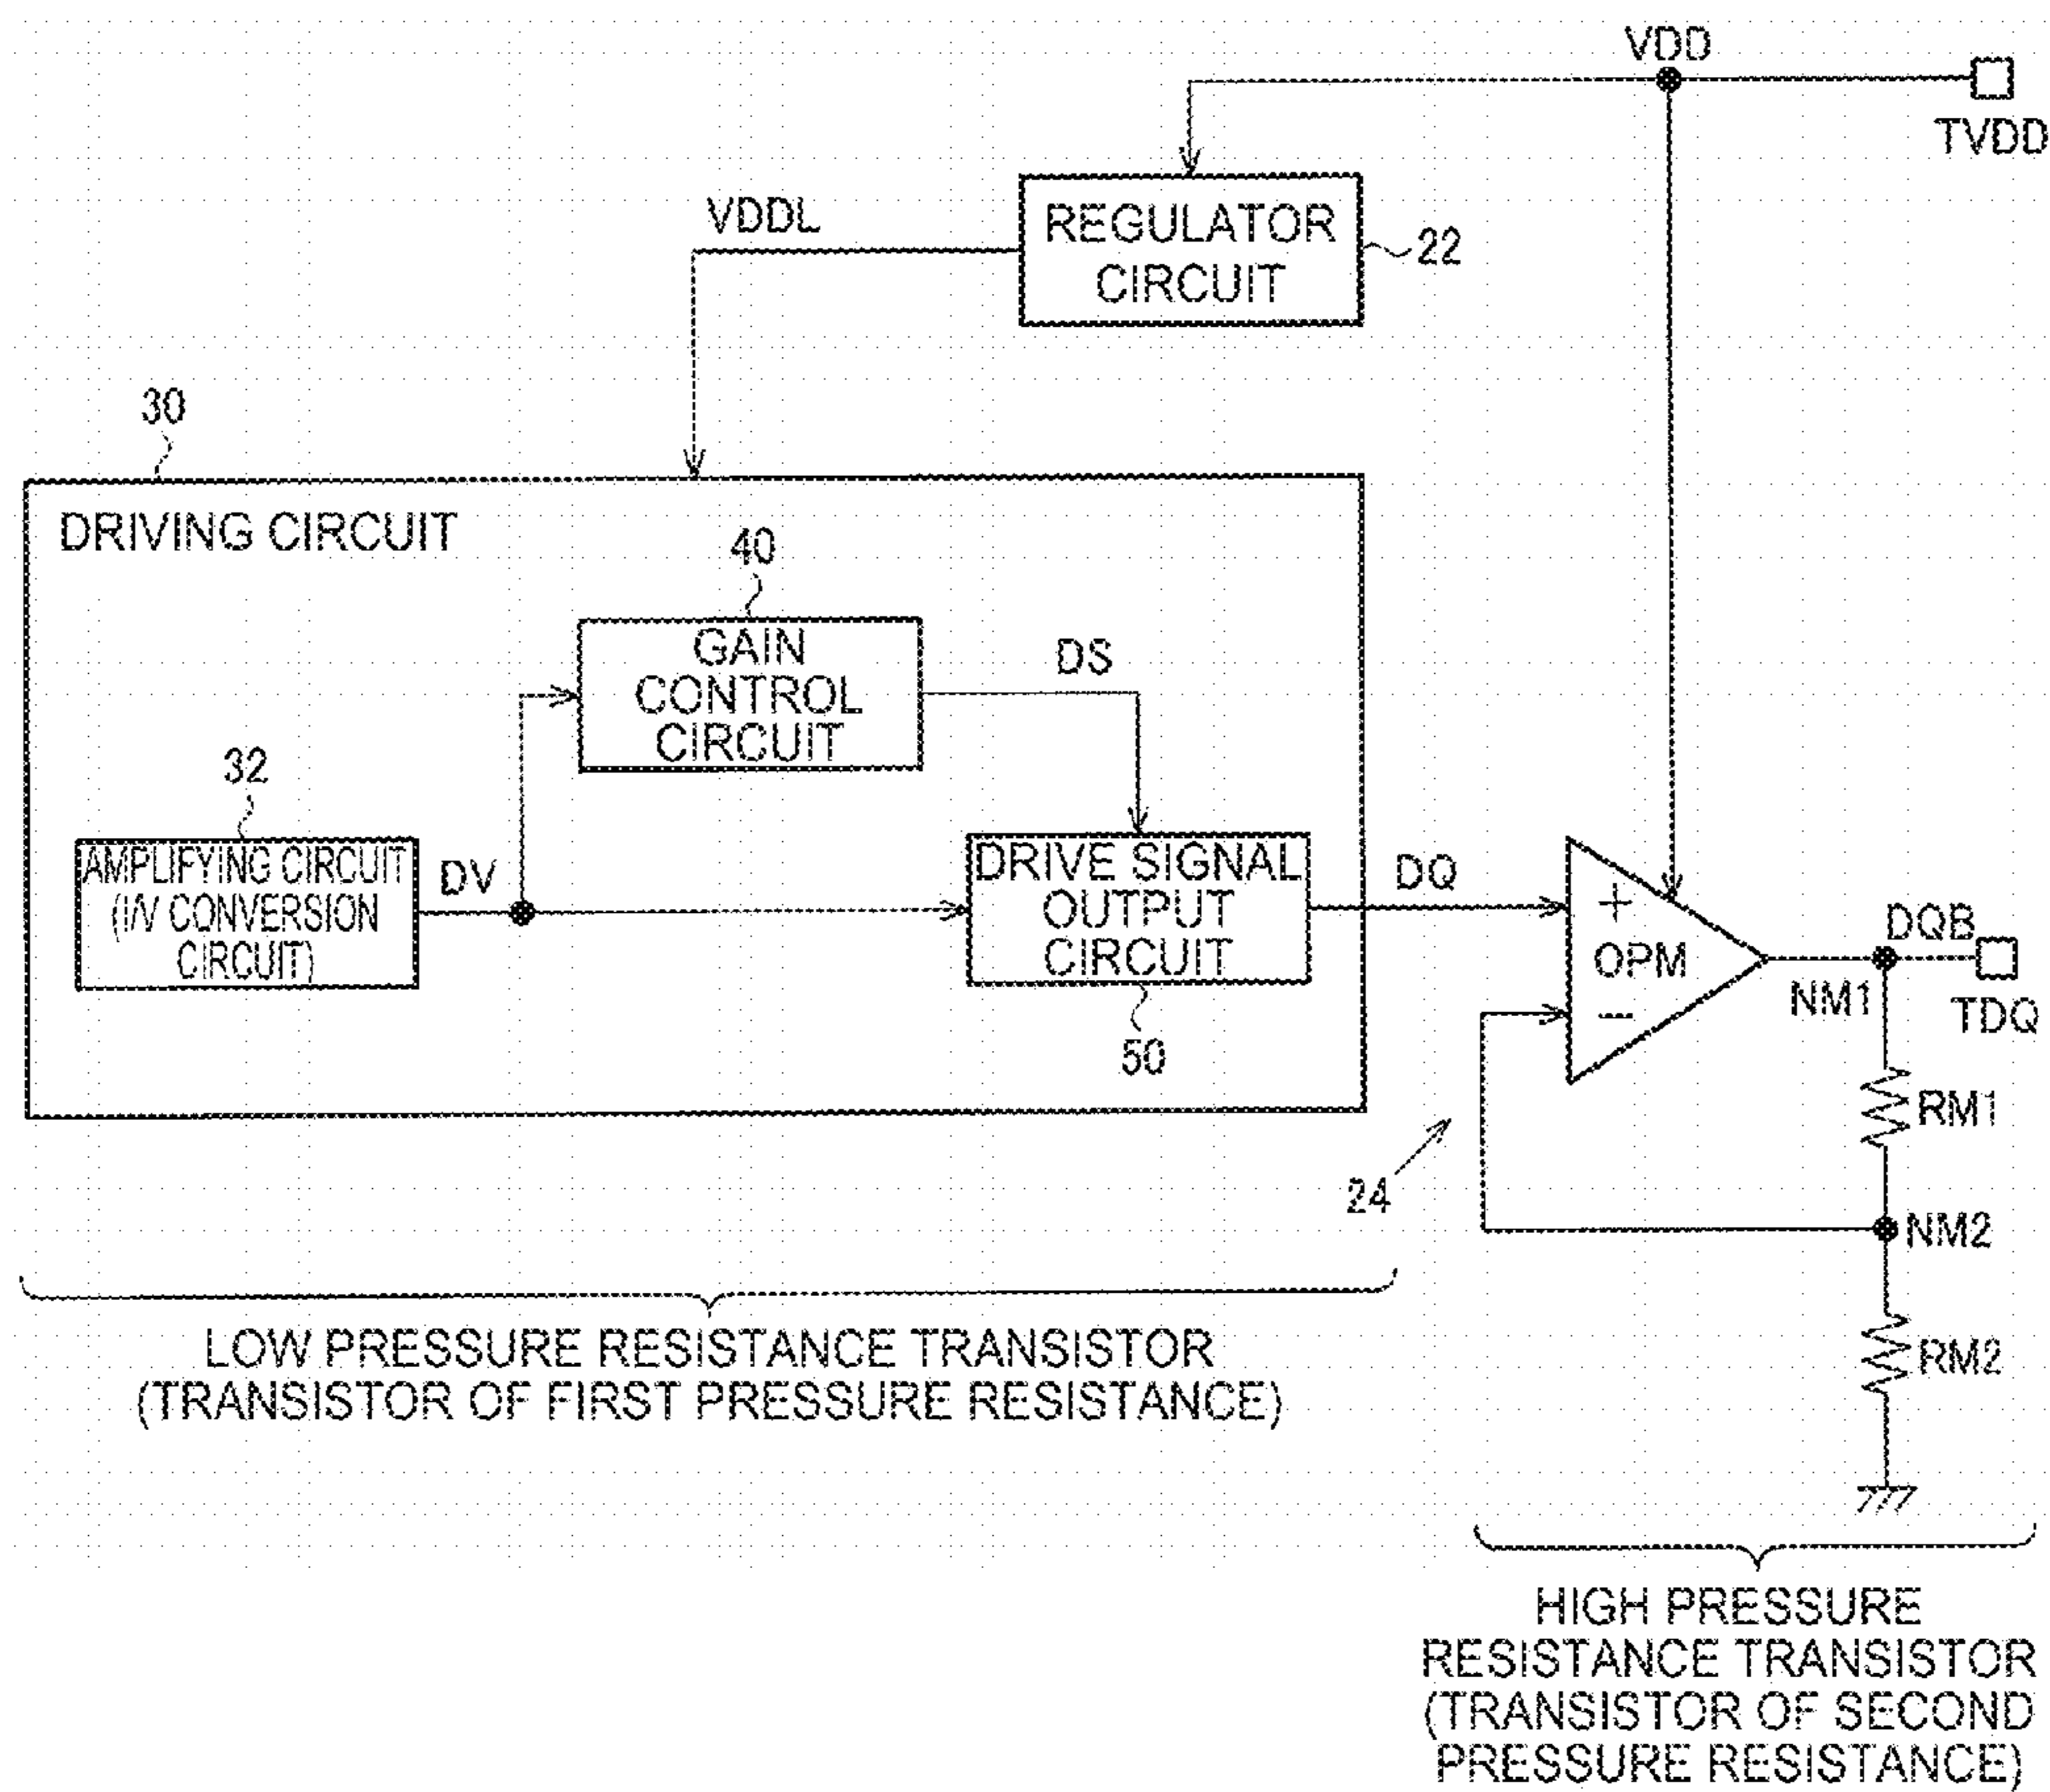 VDD
TVDD
VDDL
REGULATOR
CIRCUIT
22
30
DRIVING CIRCUIT
40
GAIN
CONTROL
CIRCUIT
DS
32
AMPLIFYING CIRCUIT
(I/V CONVERSION
CIRCUIT)
DV
DRIVE SIGNAL
OUTPUT
CIRCUIT
50
DQ
+
OPM
−
DQB
NM1
TDQ
RM1
24
NM2
RM2
LOW PRESSURE RESISTANCE TRANSISTOR
(TRANSISTOR OF FIRST PRESSURE RESISTANCE)
HIGH PRESSURE
RESISTANCE TRANSISTOR
(TRANSISTOR OF SECOND
PRESSURE RESISTANCE)